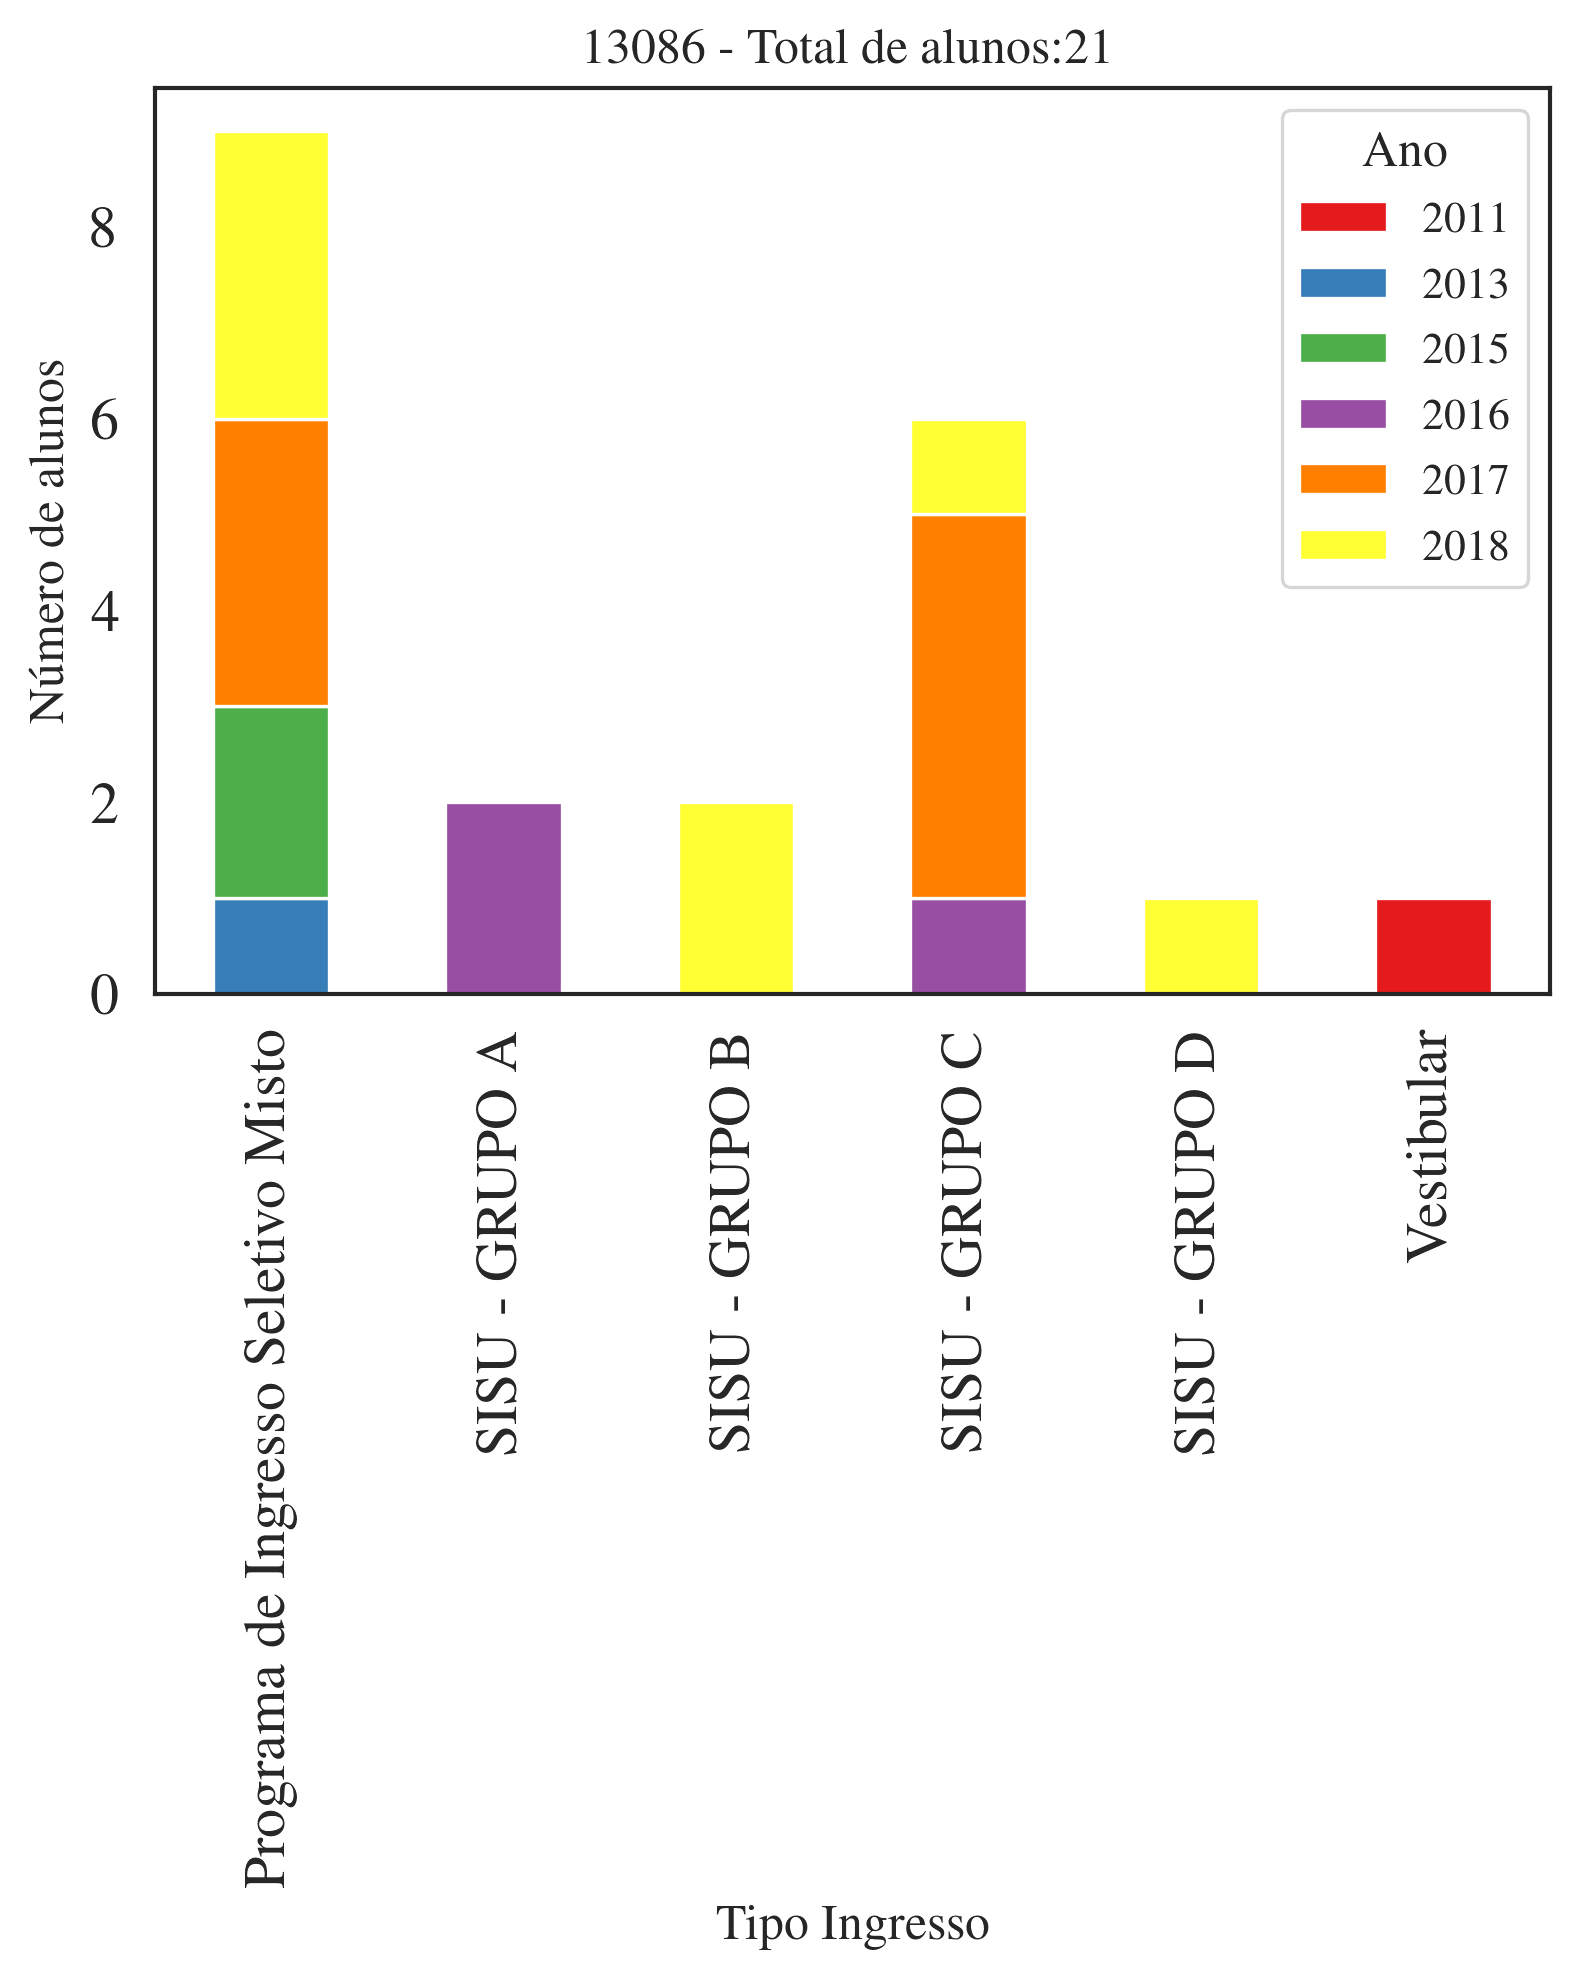 13086 - Total de alunos:21
Número de alunos
8
6
4
2
0
Ano
2011
2013
2015
2016
2017
2018
Programa de Ingresso Seletivo Misto
SISU - GRUPO A
SISU - GRUPO B
SISU - GRUPO C
SISU - GRUPO D
Vestibular
Tipo Ingresso